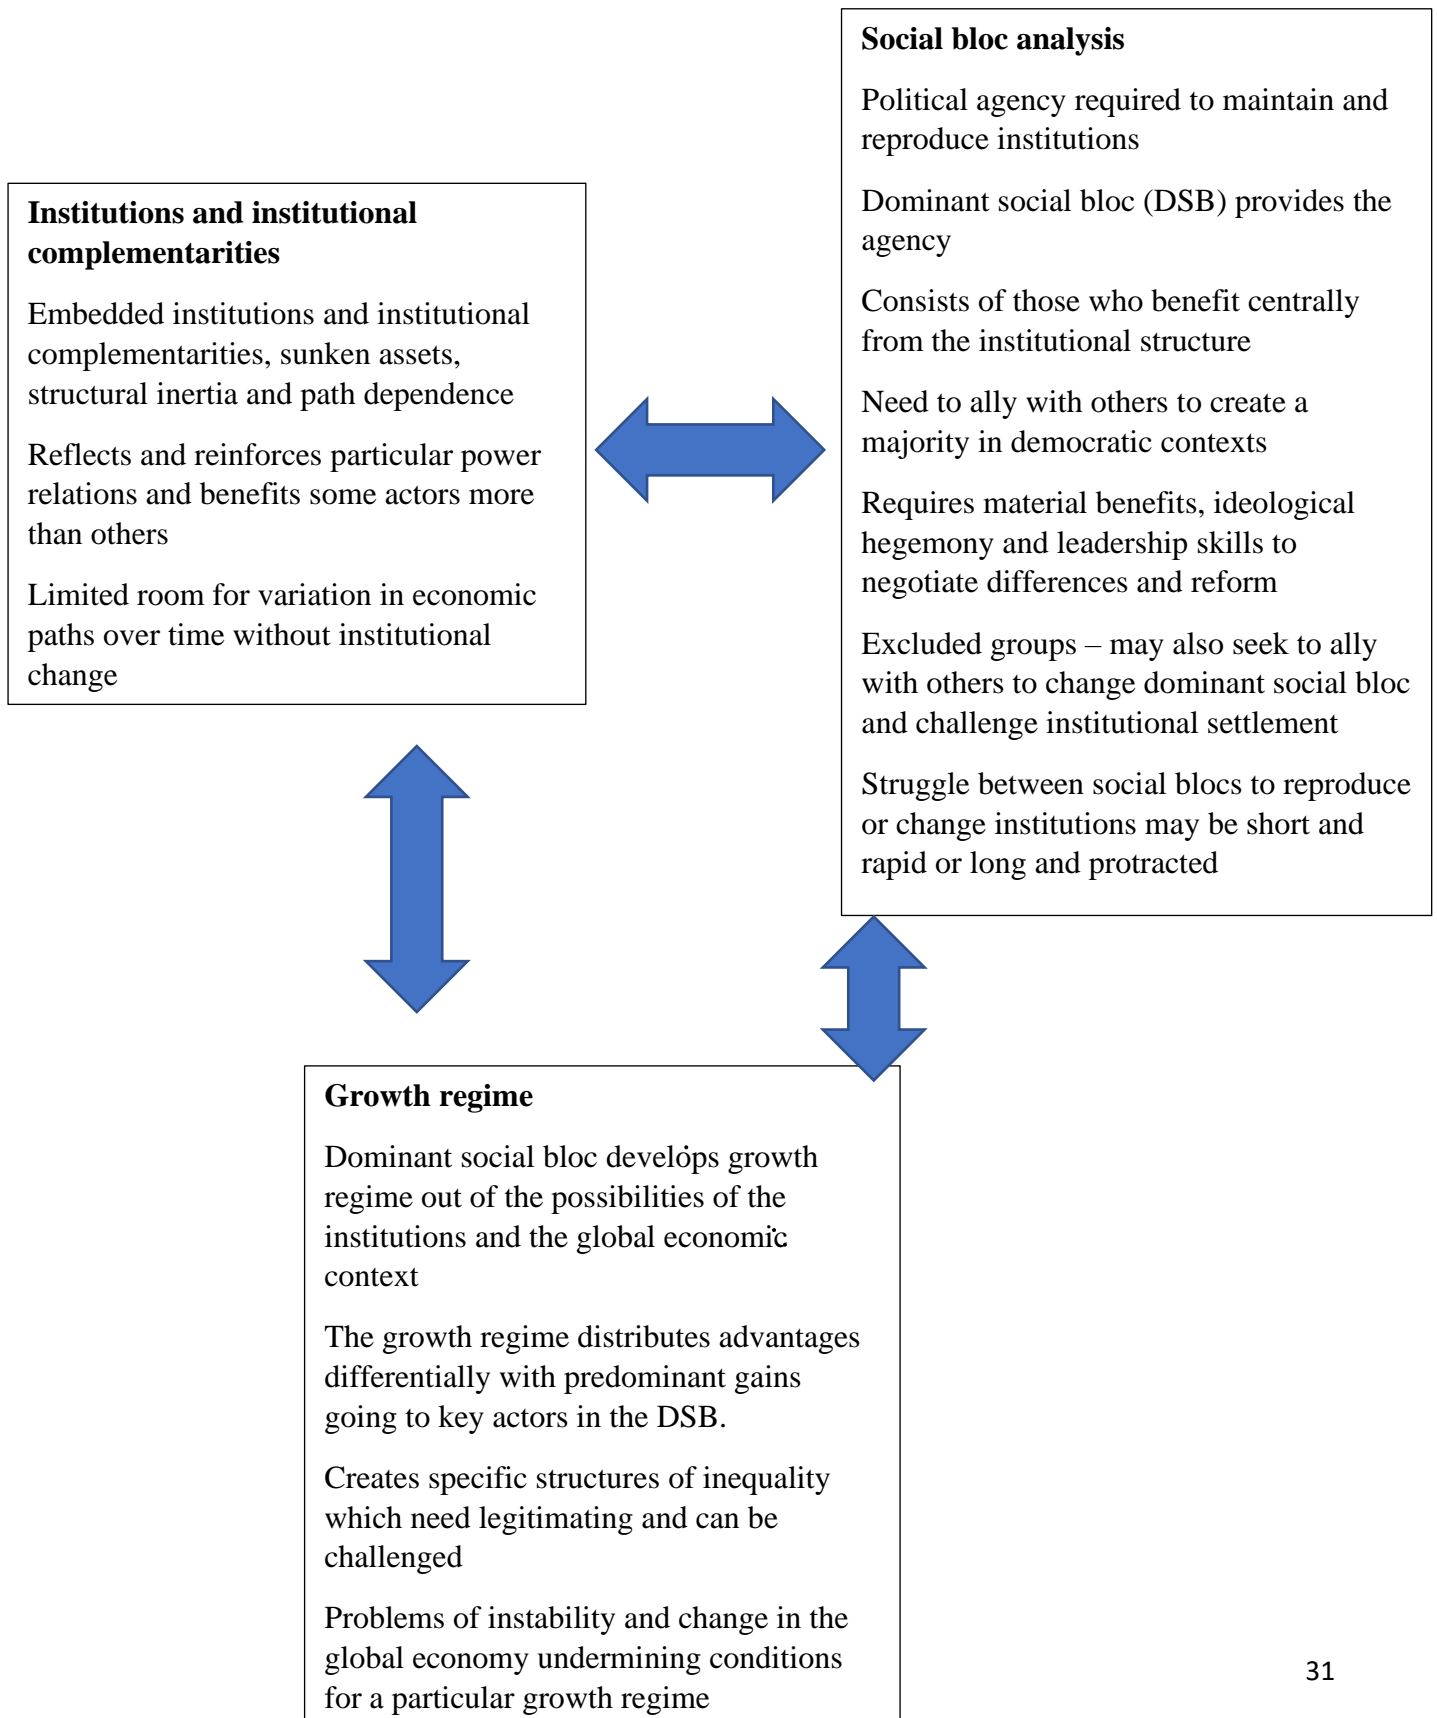 Social bloc analysis
Political agency required to maintain and
reproduce institutions
Dominant social bloc (DSB) provides the
agency
Consists of those who benefit centrally
from the institutional structure
Need to ally with others to create a
majority in democratic contexts
Requires material benefits, ideological
hegemony and leadership skills to
negotiate differences and reform
Excluded groups – may also seek to ally
with others to change dominant social bloc
and challenge institutional settlement
Struggle between social blocs to reproduce
or change institutions may be short and
rapid or long and protracted
Institutions and institutional
complementarities
Embedded institutions and institutional
complementarities, sunken assets,
structural inertia and path dependence
Reflects and reinforces particular power
relations and benefits some actors more
than others
Limited room for variation in economic
paths over time without institutional
change
Growth regime
Dominant social bloc develops growth
regime out of the possibilities of the
institutions and the global economic
context
The growth regime distributes advantages
differentially with predominant gains
going to key actors in the DSB.
Creates specific structures of inequality
which need legitimating and can be
challenged
Problems of instability and change in the
global economy undermining conditions
for a particular growth regime
31